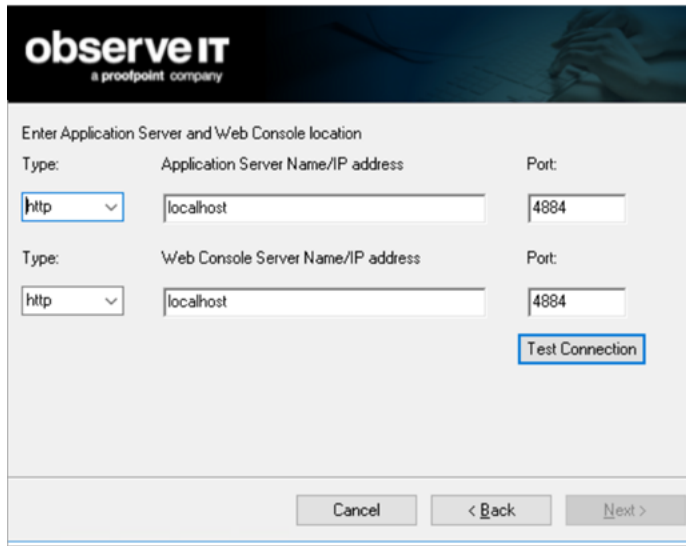 observe IT
a proofpoint company
Enter Application Server and Web Console location
Type: Application Server Name/IP address Port:
http localhost 4884
Type: Web Console Server Name/IP address Port:
http localhost 4884
Test Connection
Cancel < Back Next >